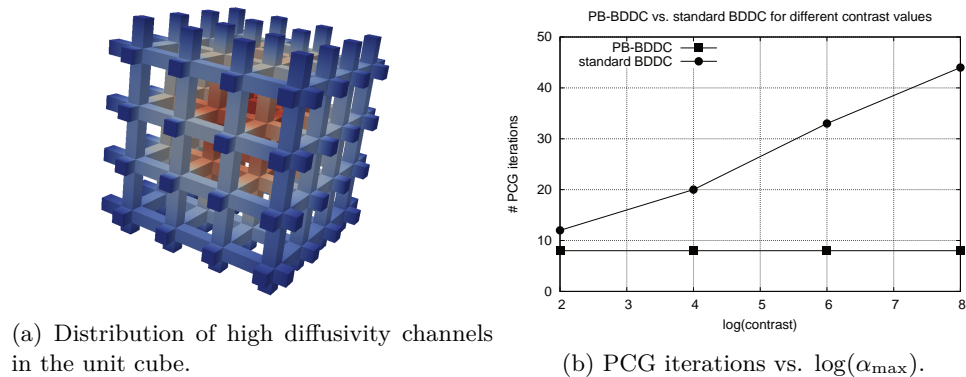 PB-BDDC vs. standard BDDC for different contrast values
50
40
30
20
10
0
# PCG iterations
PB-BDDC
standard BDDC
2 3 4 5 6 7 8
log(contrast)
(a) Distribution of high diffusivity channels
in the unit cube.
(b) PCG iterations vs. log(αmax).